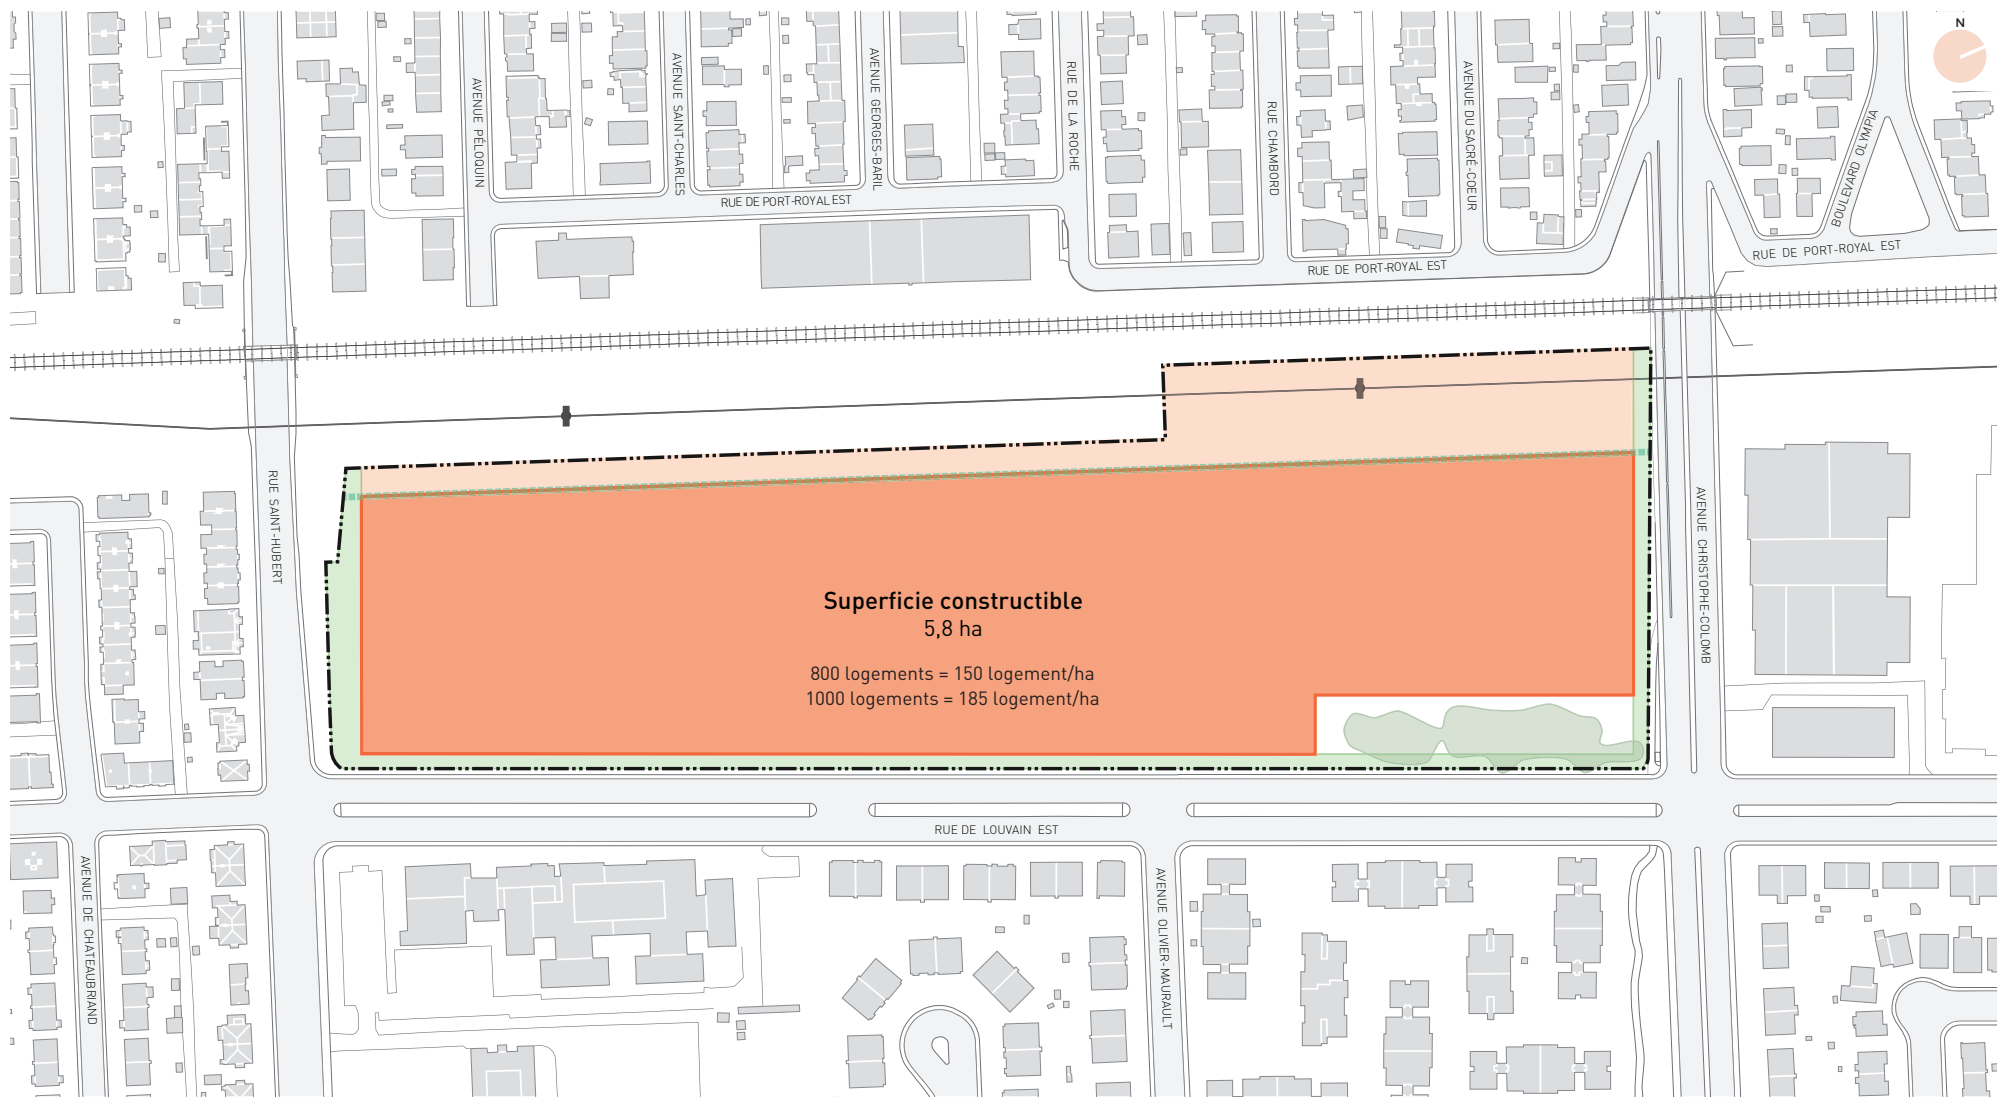 N
AVENUE PÉLOQUIN
AVENUE SAINT-CHARLES
AVENUE GEORGES-BARIL
RUE DE LA ROCHE
RUE CHAMBORD
AVENUE DU SACRÉ-COEUR
BOULEVARD OLYMPIA
RUE DE PORT-ROYAL EST
RUE DE PORT-ROYAL EST
RUE DE PORT-ROYAL EST
RUE SAINT-HUBERT
AVENUE CHRISTOPHE-COLOMB
Superficie constructible
5,8 ha
800 logements = 150 logement/ha
1000 logements = 185 logement/ha
RUE DE LOUVAIN EST
AVENUE DE CHATEAUBRIAND
AVENUE OLIVIER-MAURAULT